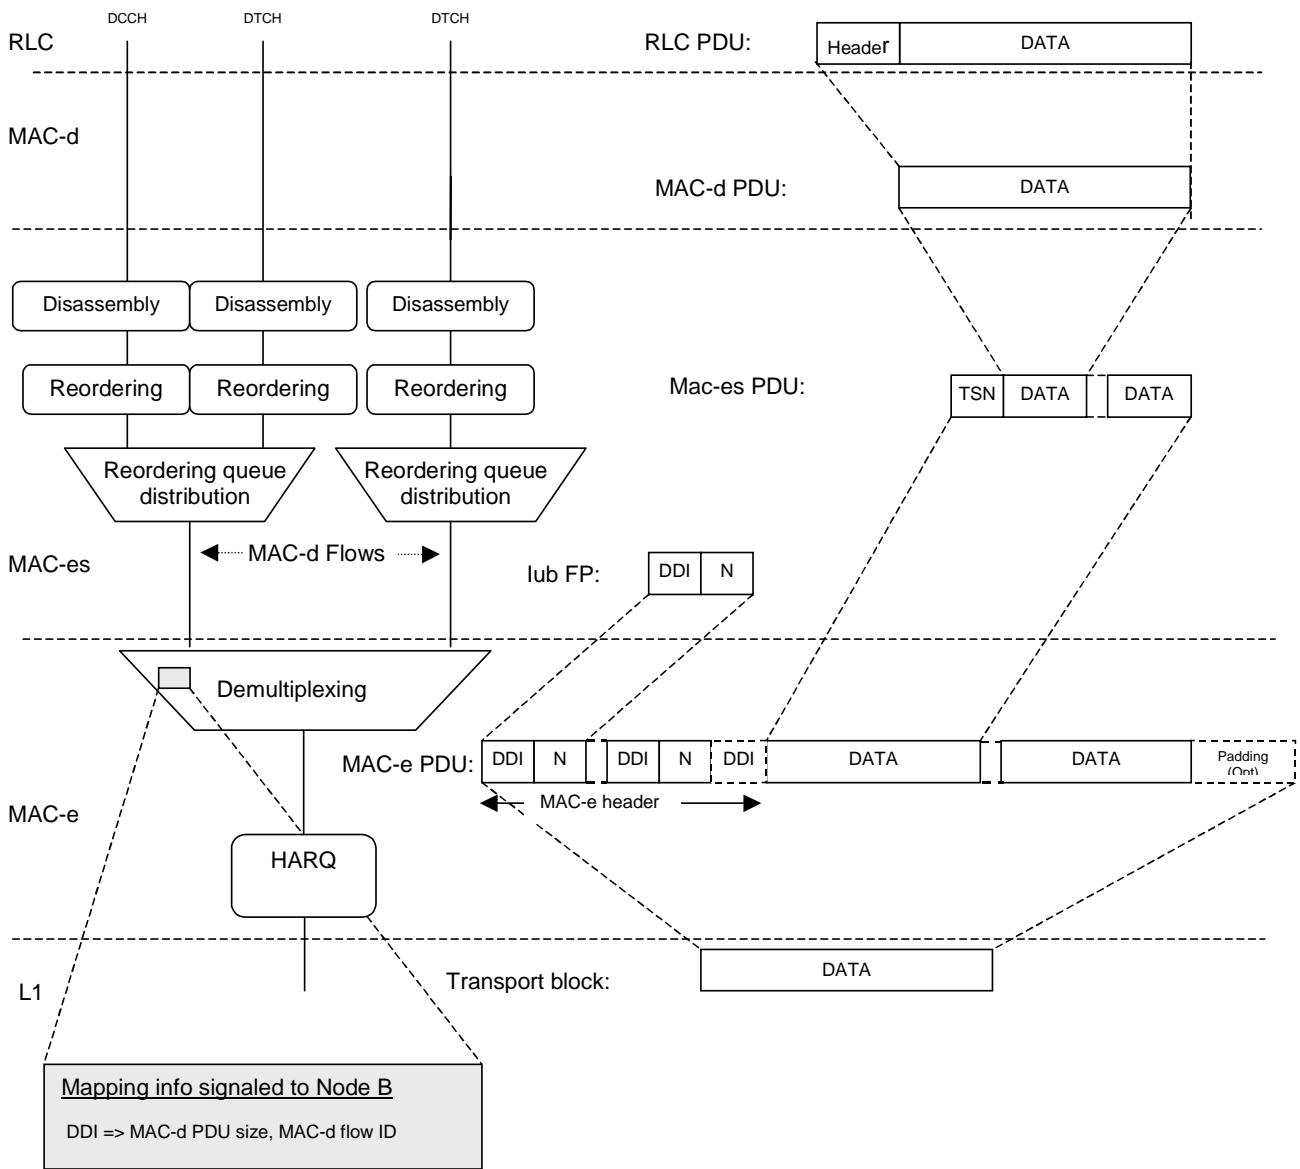 DCCH DTCH DTCH
RLC
RLC PDU:
Header DATA
MAC-d
MAC-d PDU:
DATA
Disassembly Disassembly Disassembly
Reordering Reordering Reordering
Mac-es PDU:
TSN DATA DATA
Reordering queue
distribution
Reordering queue
distribution
MAC-d Flows
MAC-es
Iub FP:
DDI N
Demultiplexing
MAC-e PDU:
DDI N DDI N DDI DATA DATA
Padding
(Opt)
MAC-e header
MAC-e
HARQ
L1
Transport block:
DATA
Mapping info signaled to Node B
DDI => MAC-d PDU size, MAC-d flow ID